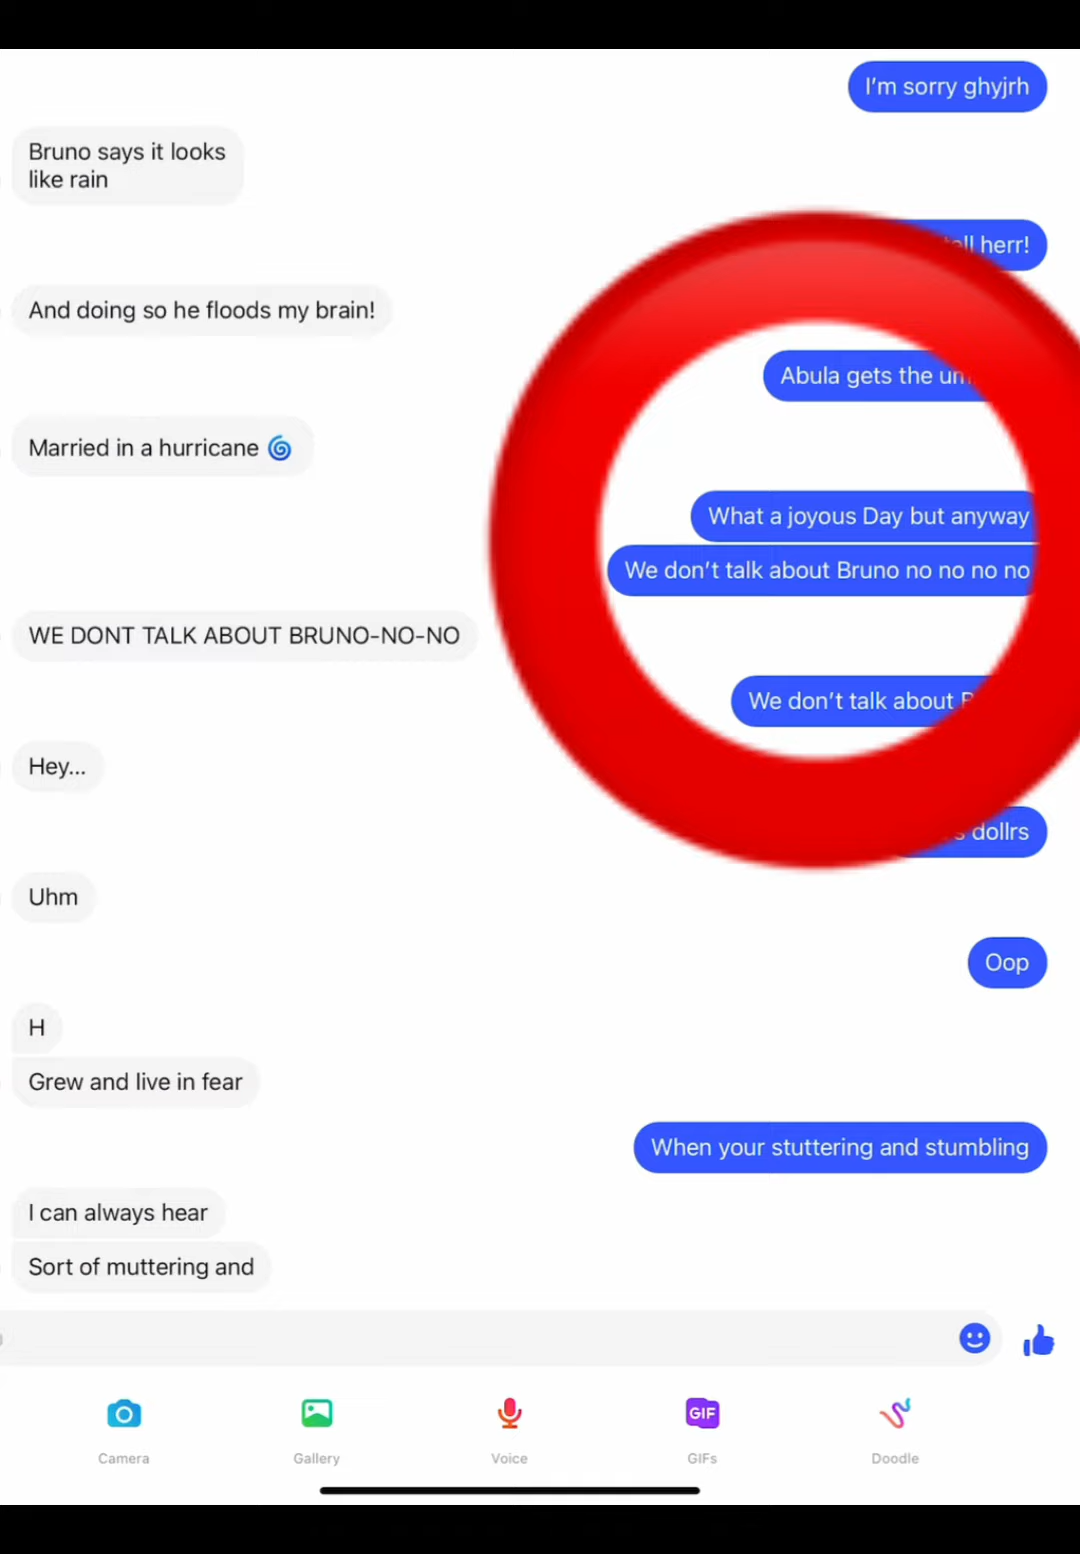 I'm sorry ghyjrh
Bruno says it looks
like rain
herr!
And doing so he floods my brain!
Abula gets the
Married in a hurricane 🌀
What a joyous Day but anyway
We don't talk about Bruno no no no no
WE DONT TALK ABOUT BRUNO-NO-NO
We don't talk about
Hey...
dollrs
Uhm
Oop
H
Grew and live in fear
When your stuttering and stumbling
I can always hear
Sort of muttering and
GIF
Camera
Gallery
Voice
GIFs
Doodle